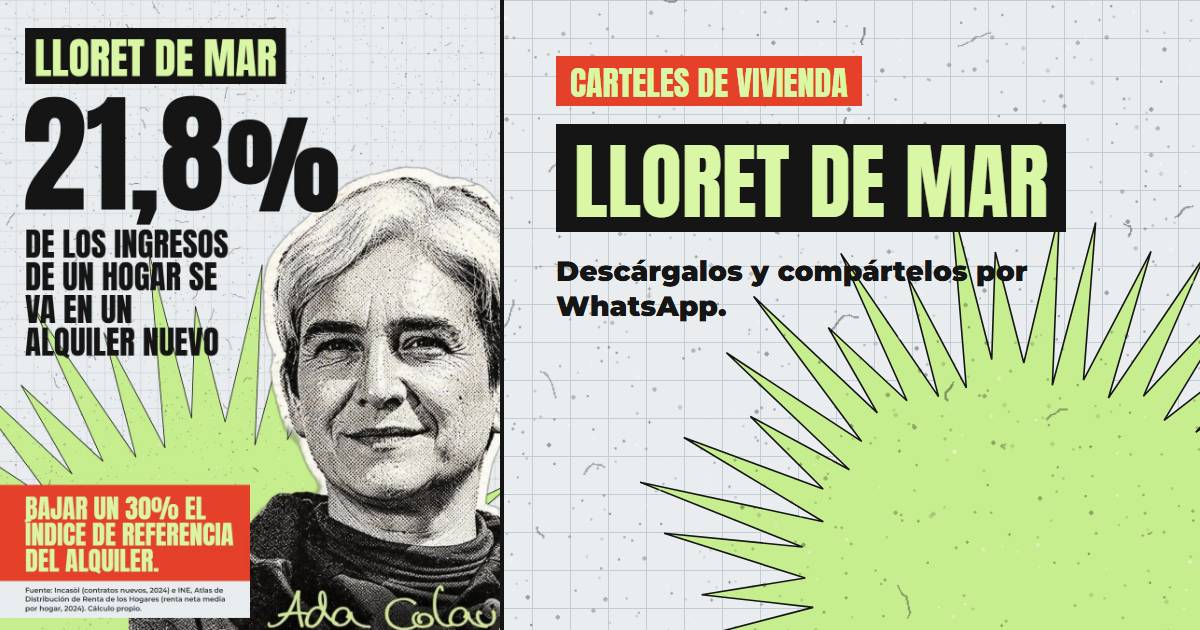 LLORET DE MAR
21,8%
DE LOS INGRESOS
DE UN HOGAR SE
VA EN UN
ALQUILER NUEVO
BAJAR UN 30% EL
ÍNDICE DE REFERENCIA
DEL ALQUILER.
Fuente: Incasòl (contratos nuevos, 2024) e INE, Atlas de
Distribución de Renta de los Hogares (renta neta media
por hogar, 2024). Cálculo propio.
Ada Colau
CARTELES DE VIVIENDA
LLORET DE MAR
Descárgalos y compártelos por
WhatsApp.